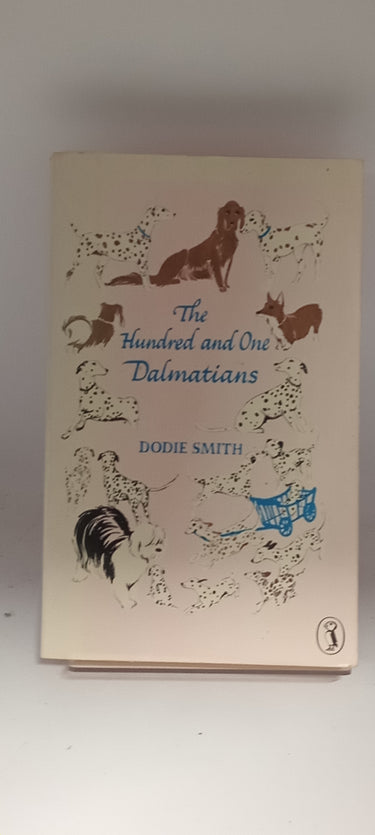 The
Hundred and One
Dalmatians
DODIE SMITH